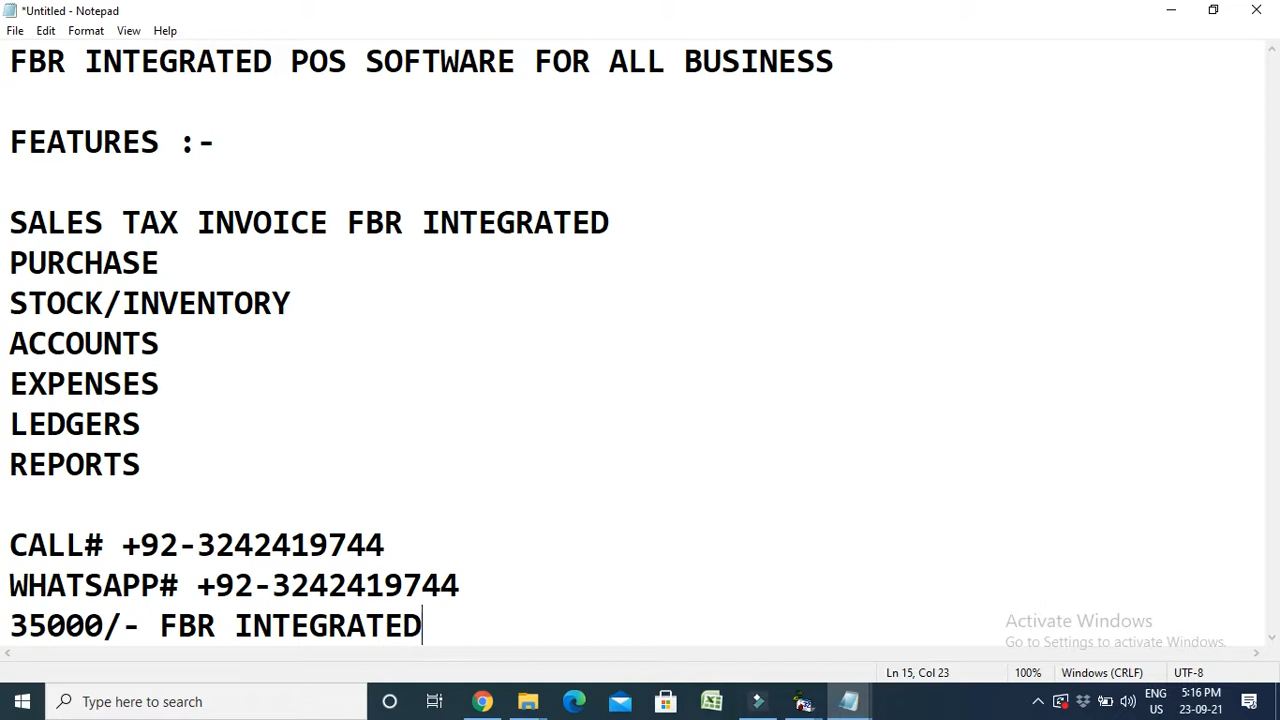 *Untitled - Notepad
File Edit Format View Help
FBR INTEGRATED POS SOFTWARE FOR ALL BUSINESS
FEATURES :-
SALES TAX INVOICE FBR INTEGRATED
PURCHASE
STOCK/INVENTORY
ACCOUNTS
EXPENSES
LEDGERS
REPORTS
CALL# +92-3242419744
WHATSAPP# +92-3242419744
35000/- FBR INTEGRATED
Activate Windows
Go to Settings to activate Windows.
Ln 15, Col 23 100% Windows (CRLF) UTF-8
Type here to search
ENG
US
5:16 PM
23-09-21